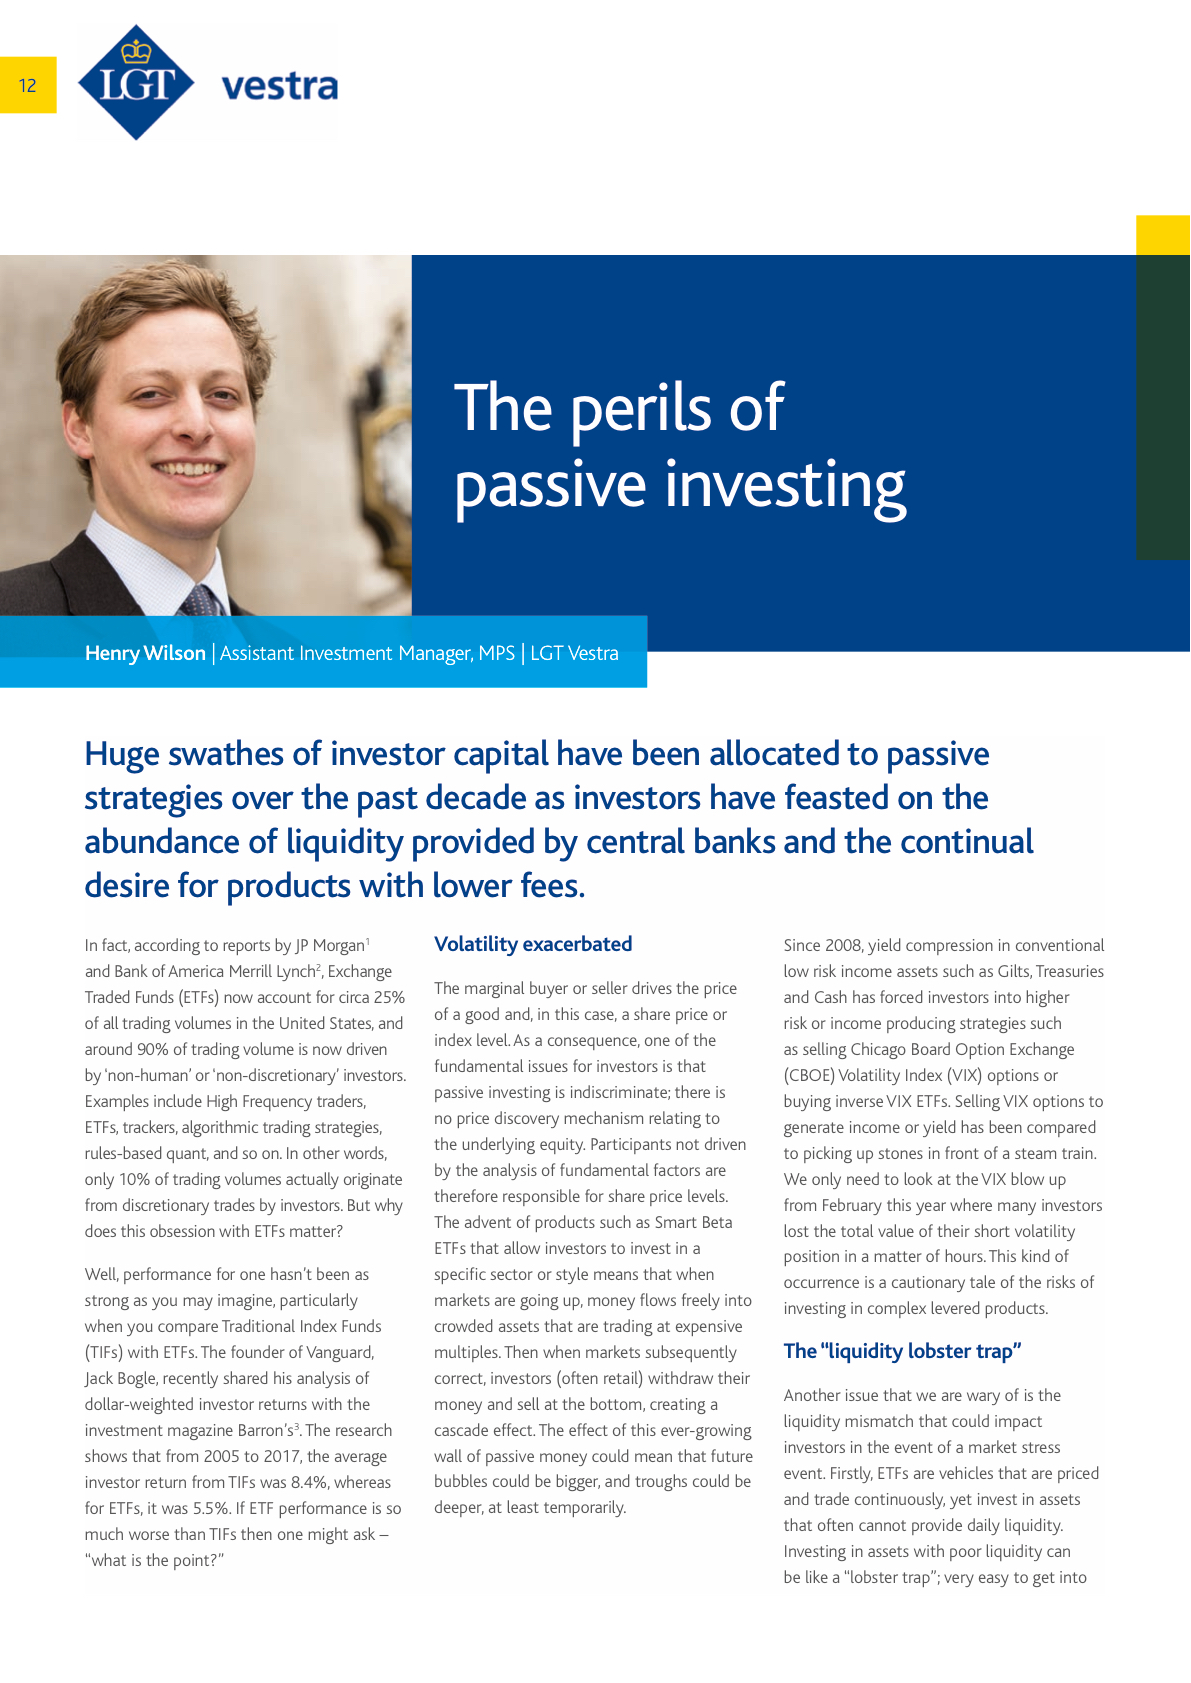 12
LGT vestra
The perils of
passive investing
Henry Wilson | Assistant Investment Manager, MPS | LGT Vestra
Huge swathes of investor capital have been allocated to passive
strategies over the past decade as investors have feasted on the
abundance of liquidity provided by central banks and the continual
desire for products with lower fees.
In fact, according to reports by JP Morgan¹
and Bank of America Merrill Lynch², Exchange
Traded Funds (ETFs) now account for circa 25%
of all trading volumes in the United States, and
around 90% of trading volume is now driven
by ‘non-human’ or ‘non-discretionary’ investors.
Examples include High Frequency traders,
ETFs, trackers, algorithmic trading strategies,
rules-based quant, and so on. In other words,
only 10% of trading volumes actually originate
from discretionary trades by investors. But why
does this obsession with ETFs matter?
Well, performance for one hasn’t been as
strong as you may imagine, particularly
when you compare Traditional Index Funds
(TIFs) with ETFs. The founder of Vanguard,
Jack Bogle, recently shared his analysis of
dollar-weighted investor returns with the
investment magazine Barron’s³. The research
shows that from 2005 to 2017, the average
investor return from TIFs was 8.4%, whereas
for ETFs, it was 5.5%. If ETF performance is so
much worse than TIFs then one might ask –
“what is the point?”
Volatility exacerbated
The marginal buyer or seller drives the price
of a good and, in this case, a share price or
index level. As a consequence, one of the
fundamental issues for investors is that
passive investing is indiscriminate; there is
no price discovery mechanism relating to
the underlying equity. Participants not driven
by the analysis of fundamental factors are
therefore responsible for share price levels.
The advent of products such as Smart Beta
ETFs that allow investors to invest in a
specific sector or style means that when
markets are going up, money flows freely into
crowded assets that are trading at expensive
multiples. Then when markets subsequently
correct, investors (often retail) withdraw their
money and sell at the bottom, creating a
cascade effect. The effect of this ever-growing
wall of passive money could mean that future
bubbles could be bigger, and troughs could be
deeper, at least temporarily.
Since 2008, yield compression in conventional
low risk income assets such as Gilts, Treasuries
and Cash has forced investors into higher
risk or income producing strategies such
as selling Chicago Board Option Exchange
(CBOE) Volatility Index (VIX) options or
buying inverse VIX ETFs. Selling VIX options to
generate income or yield has been compared
to picking up stones in front of a steam train.
We only need to look at the VIX blow up
from February this year where many investors
lost the total value of their short volatility
position in a matter of hours. This kind of
occurrence is a cautionary tale of the risks of
investing in complex levered products.
The “liquidity lobster trap”
Another issue that we are wary of is the
liquidity mismatch that could impact
investors in the event of a market stress
event. Firstly, ETFs are vehicles that are priced
and trade continuously, yet invest in assets
that often cannot provide daily liquidity.
Investing in assets with poor liquidity can
be like a “lobster trap”; very easy to get into